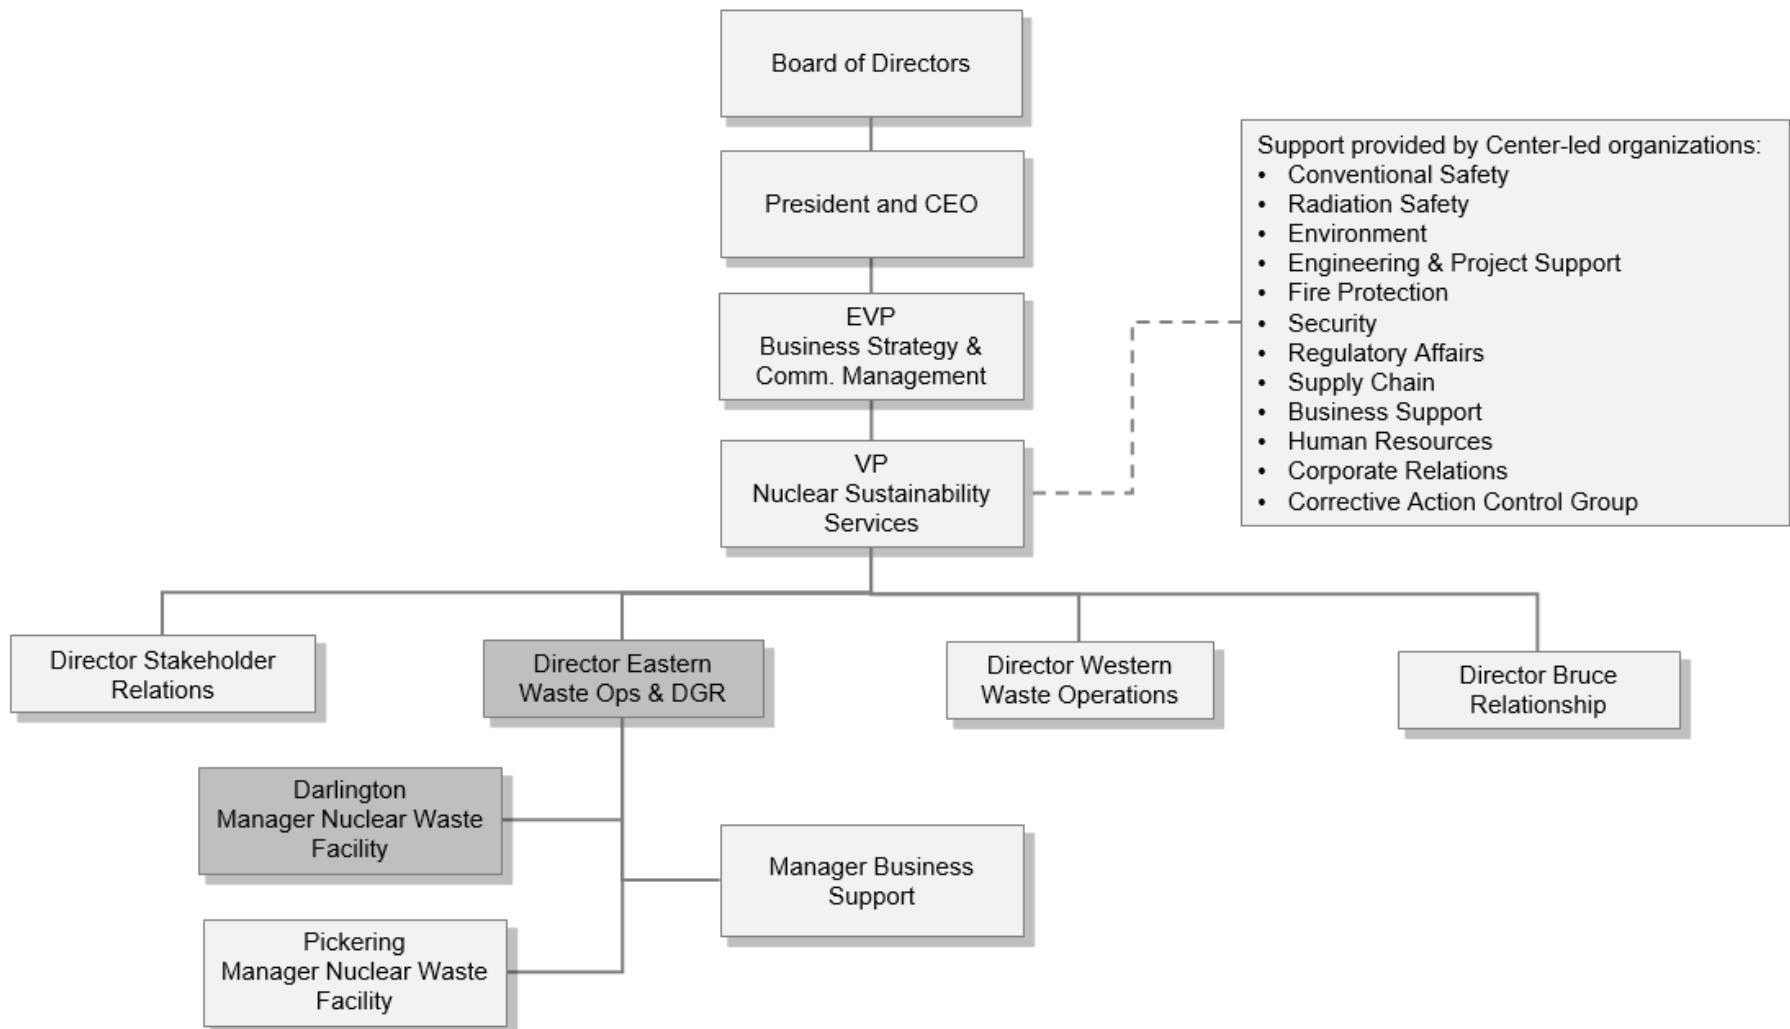 Board of Directors
President and CEO
EVP
Business Strategy &
Comm. Management
VP
Nuclear Sustainability
Services
Support provided by Center-led organizations:
• Conventional Safety
• Radiation Safety
• Environment
• Engineering & Project Support
• Fire Protection
• Security
• Regulatory Affairs
• Supply Chain
• Business Support
• Human Resources
• Corporate Relations
• Corrective Action Control Group
Director Stakeholder
Relations
Director Eastern
Waste Ops & DGR
Director Western
Waste Operations
Director Bruce
Relationship
Darlington
Manager Nuclear Waste
Facility
Manager Business
Support
Pickering
Manager Nuclear Waste
Facility